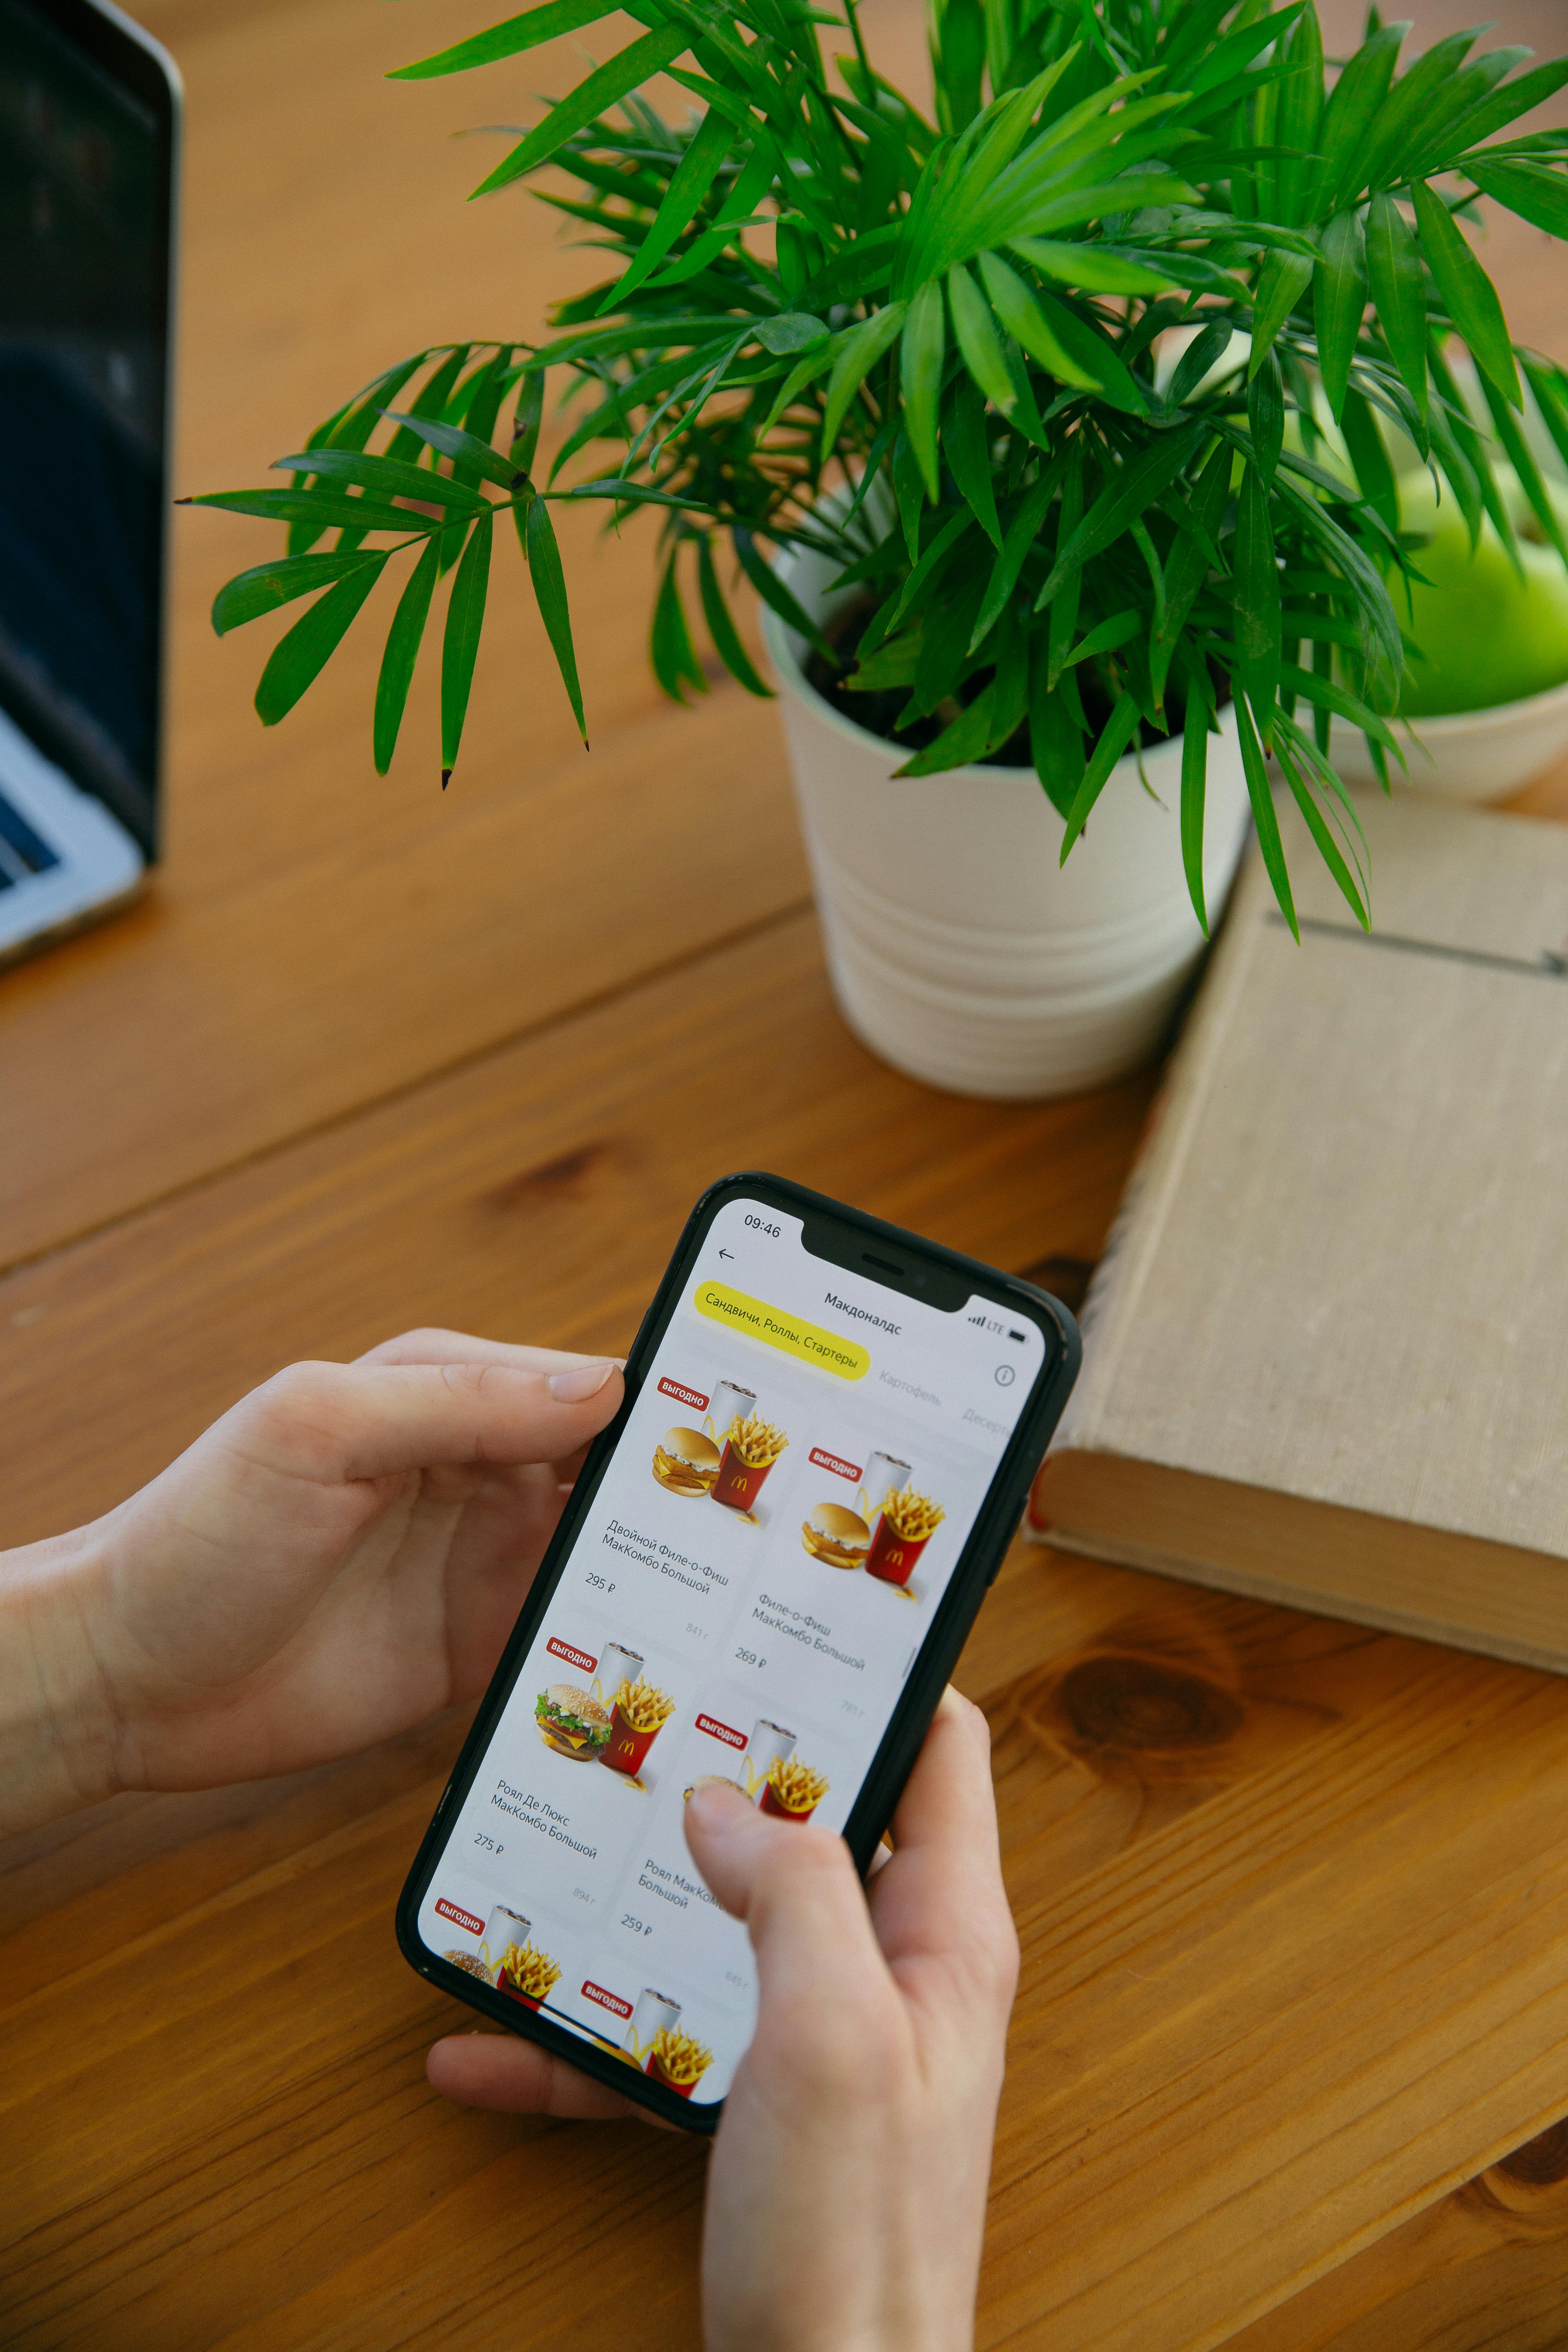 09:46
LTE
←
Макдоналдс
Сандвичи, Роллы, Стартеры
Картофель
Десерт
ВЫГОДНО
Двойной Филе-о-Фиш
МакКомбо Большой
295 ₽
841 г
ВЫГОДНО
Филе-о-Фиш
МакКомбо Большой
269 ₽
781 г
ВЫГОДНО
Роял Де Люкс
МакКомбо Большой
275 ₽
894 г
ВЫГОДНО
Роял МакКом
Большой
259 ₽
845 г
ВЫГОДНО
ВЫГОДНО